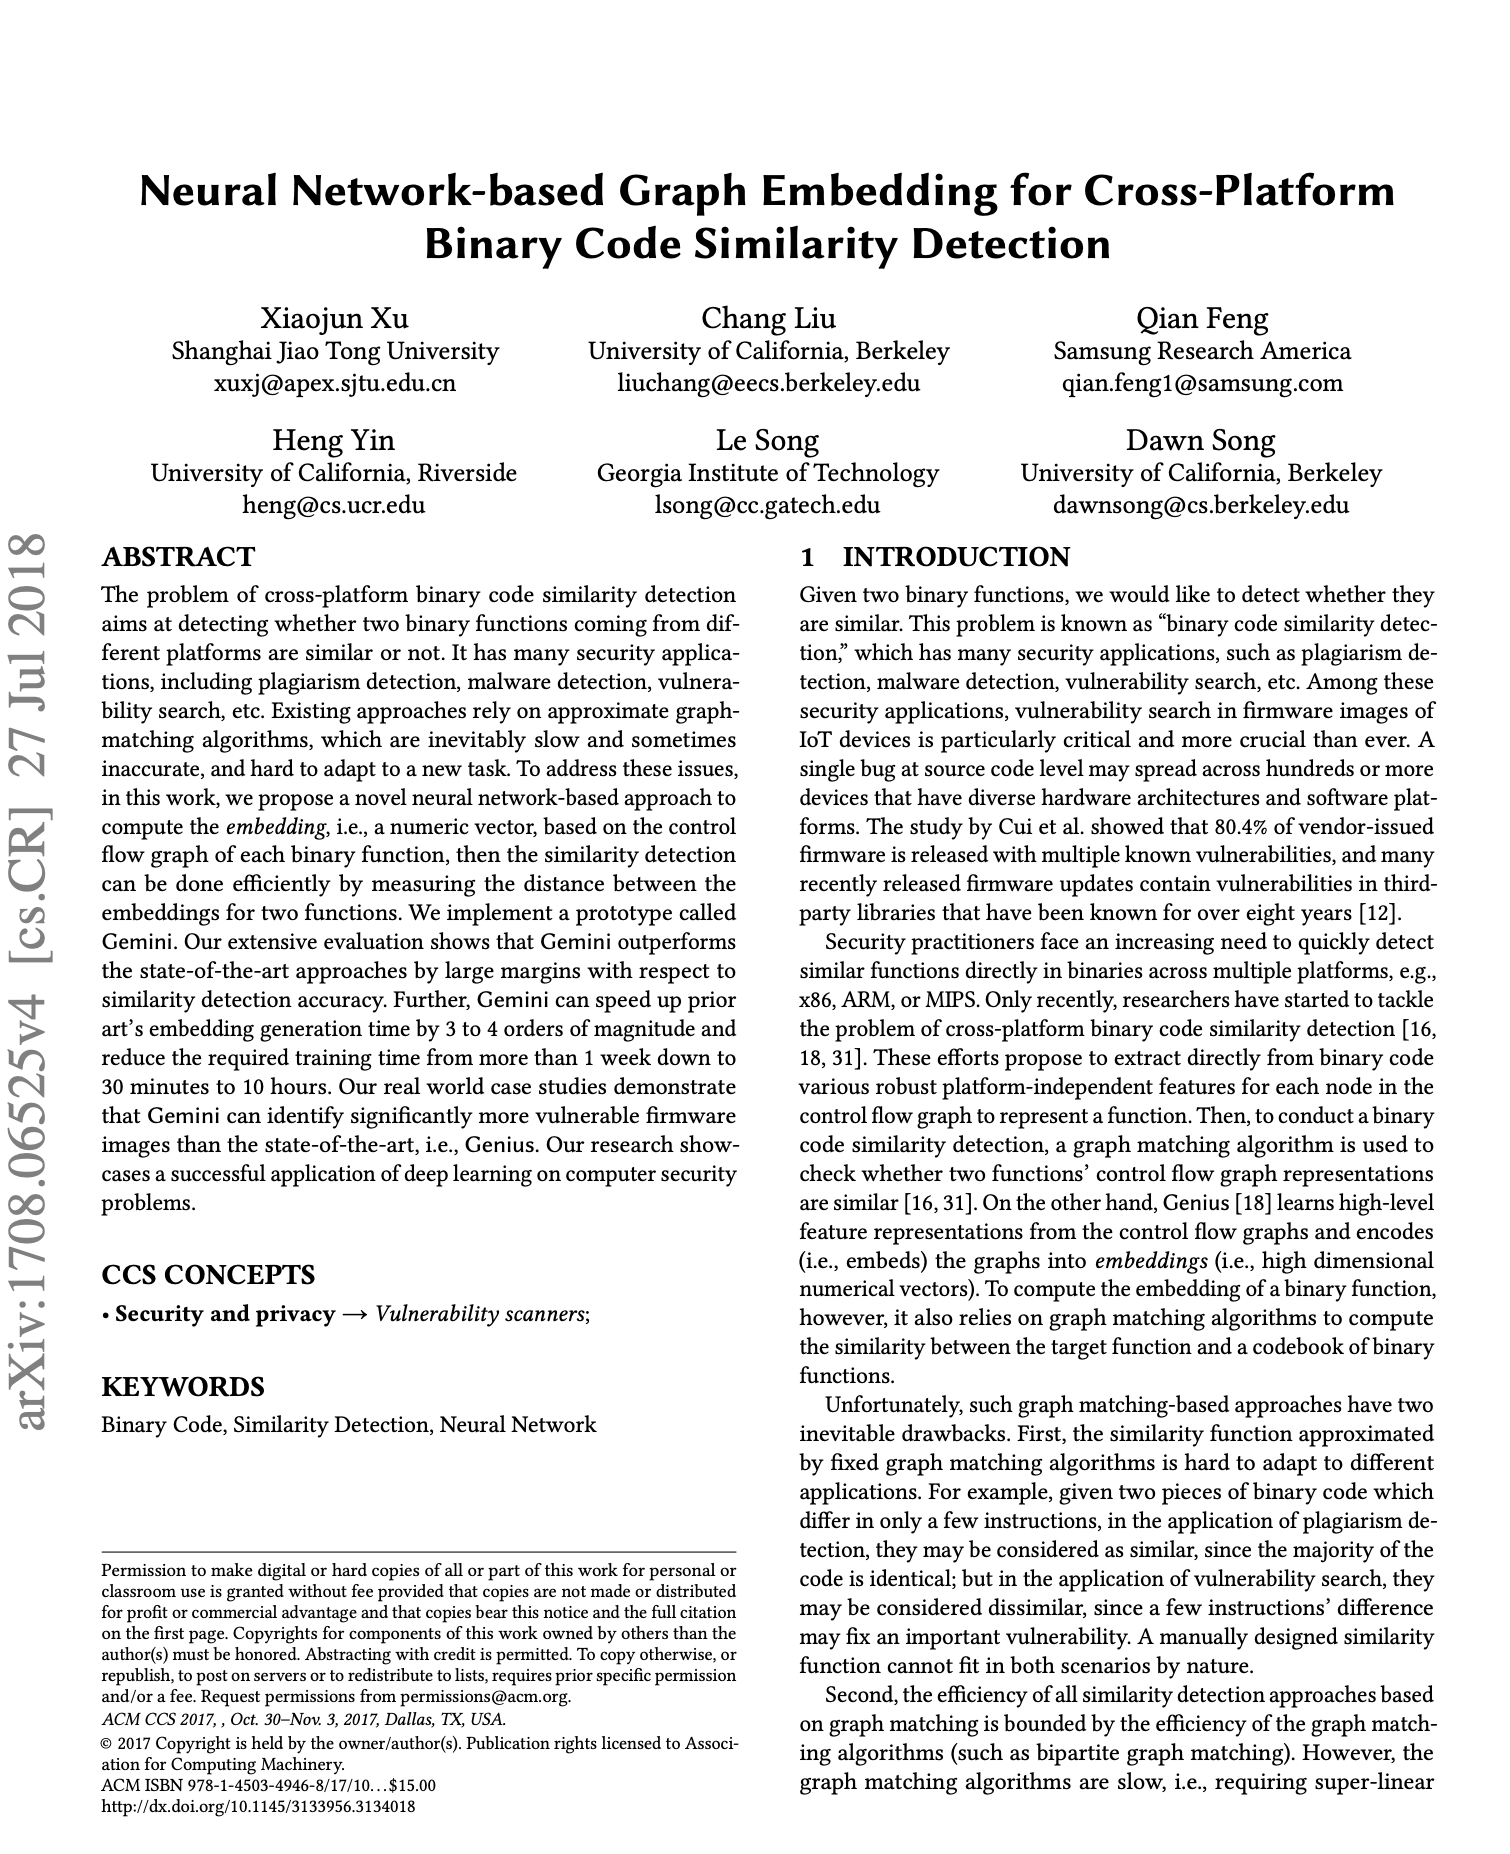 Neural Network-based Graph Embedding for Cross-Platform
Binary Code Similarity Detection
Xiaojun Xu
Shanghai Jiao Tong University
xuxj@apex.sjtu.edu.cn
Chang Liu
University of California, Berkeley
liuchang@eecs.berkeley.edu
Qian Feng
Samsung Research America
qian.feng1@samsung.com
Heng Yin
University of California, Riverside
heng@cs.ucr.edu
Le Song
Georgia Institute of Technology
lsong@cc.gatech.edu
Dawn Song
University of California, Berkeley
dawnsong@cs.berkeley.edu
arXiv:1708.06525v4 [cs.CR] 27 Jul 2018
ABSTRACT
The problem of cross-platform binary code similarity detection
aims at detecting whether two binary functions coming from dif-
ferent platforms are similar or not. It has many security applica-
tions, including plagiarism detection, malware detection, vulnera-
bility search, etc. Existing approaches rely on approximate graph-
matching algorithms, which are inevitably slow and sometimes
inaccurate, and hard to adapt to a new task. To address these issues,
in this work, we propose a novel neural network-based approach to
compute the embedding, i.e., a numeric vector, based on the control
flow graph of each binary function, then the similarity detection
can be done efficiently by measuring the distance between the
embeddings for two functions. We implement a prototype called
Gemini. Our extensive evaluation shows that Gemini outperforms
the state-of-the-art approaches by large margins with respect to
similarity detection accuracy. Further, Gemini can speed up prior
art's embedding generation time by 3 to 4 orders of magnitude and
reduce the required training time from more than 1 week down to
30 minutes to 10 hours. Our real world case studies demonstrate
that Gemini can identify significantly more vulnerable firmware
images than the state-of-the-art, i.e., Genius. Our research show-
cases a successful application of deep learning on computer security
problems.
CCS CONCEPTS
• Security and privacy → Vulnerability scanners;
KEYWORDS
Binary Code, Similarity Detection, Neural Network
Permission to make digital or hard copies of all or part of this work for personal or
classroom use is granted without fee provided that copies are not made or distributed
for profit or commercial advantage and that copies bear this notice and the full citation
on the first page. Copyrights for components of this work owned by others than the
author(s) must be honored. Abstracting with credit is permitted. To copy otherwise, or
republish, to post on servers or to redistribute to lists, requires prior specific permission
and/or a fee. Request permissions from permissions@acm.org.
ACM CCS 2017, , Oct. 30–Nov. 3, 2017, Dallas, TX, USA.
© 2017 Copyright is held by the owner/author(s). Publication rights licensed to Associ-
ation for Computing Machinery.
ACM ISBN 978-1-4503-4946-8/17/10...$15.00
http://dx.doi.org/10.1145/3133956.3134018
1 INTRODUCTION
Given two binary functions, we would like to detect whether they
are similar. This problem is known as “binary code similarity detec-
tion,” which has many security applications, such as plagiarism de-
tection, malware detection, vulnerability search, etc. Among these
security applications, vulnerability search in firmware images of
IoT devices is particularly critical and more crucial than ever. A
single bug at source code level may spread across hundreds or more
devices that have diverse hardware architectures and software plat-
forms. The study by Cui et al. showed that 80.4% of vendor-issued
firmware is released with multiple known vulnerabilities, and many
recently released firmware updates contain vulnerabilities in third-
party libraries that have been known for over eight years [12].
Security practitioners face an increasing need to quickly detect
similar functions directly in binaries across multiple platforms, e.g.,
x86, ARM, or MIPS. Only recently, researchers have started to tackle
the problem of cross-platform binary code similarity detection [16,
18, 31]. These efforts propose to extract directly from binary code
various robust platform-independent features for each node in the
control flow graph to represent a function. Then, to conduct a binary
code similarity detection, a graph matching algorithm is used to
check whether two functions’ control flow graph representations
are similar [16, 31]. On the other hand, Genius [18] learns high-level
feature representations from the control flow graphs and encodes
(i.e., embeds) the graphs into embeddings (i.e., high dimensional
numerical vectors). To compute the embedding of a binary function,
however, it also relies on graph matching algorithms to compute
the similarity between the target function and a codebook of binary
functions.
Unfortunately, such graph matching-based approaches have two
inevitable drawbacks. First, the similarity function approximated
by fixed graph matching algorithms is hard to adapt to different
applications. For example, given two pieces of binary code which
differ in only a few instructions, in the application of plagiarism de-
tection, they may be considered as similar, since the majority of the
code is identical; but in the application of vulnerability search, they
may be considered dissimilar, since a few instructions’ difference
may fix an important vulnerability. A manually designed similarity
function cannot fit in both scenarios by nature.
Second, the efficiency of all similarity detection approaches based
on graph matching is bounded by the efficiency of the graph match-
ing algorithms (such as bipartite graph matching). However, the
graph matching algorithms are slow, i.e., requiring super-linear